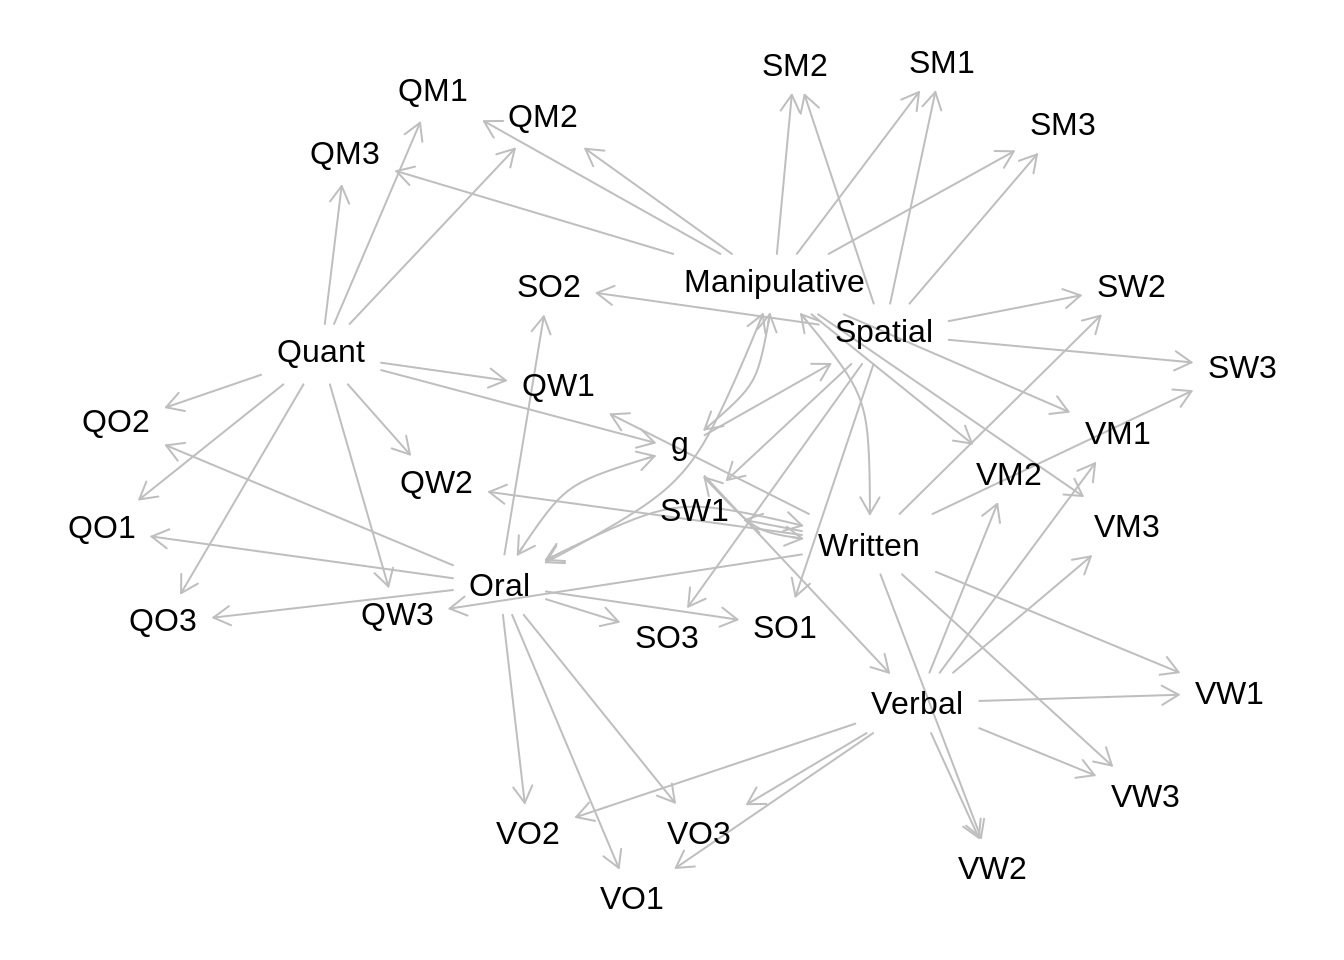 SM1
SM2
QM1
QM2
SM3
QM3
Manipulative
SO2
SW2
Spatial
Quant
SW3
QW1
QO2
VM1
g
VM2
QW2
SW1
VM3
QO1
Written
Oral
QW3
QO3
SO1
SO3
VW1
Verbal
VW3
VO2
VO3
VW2
VO1